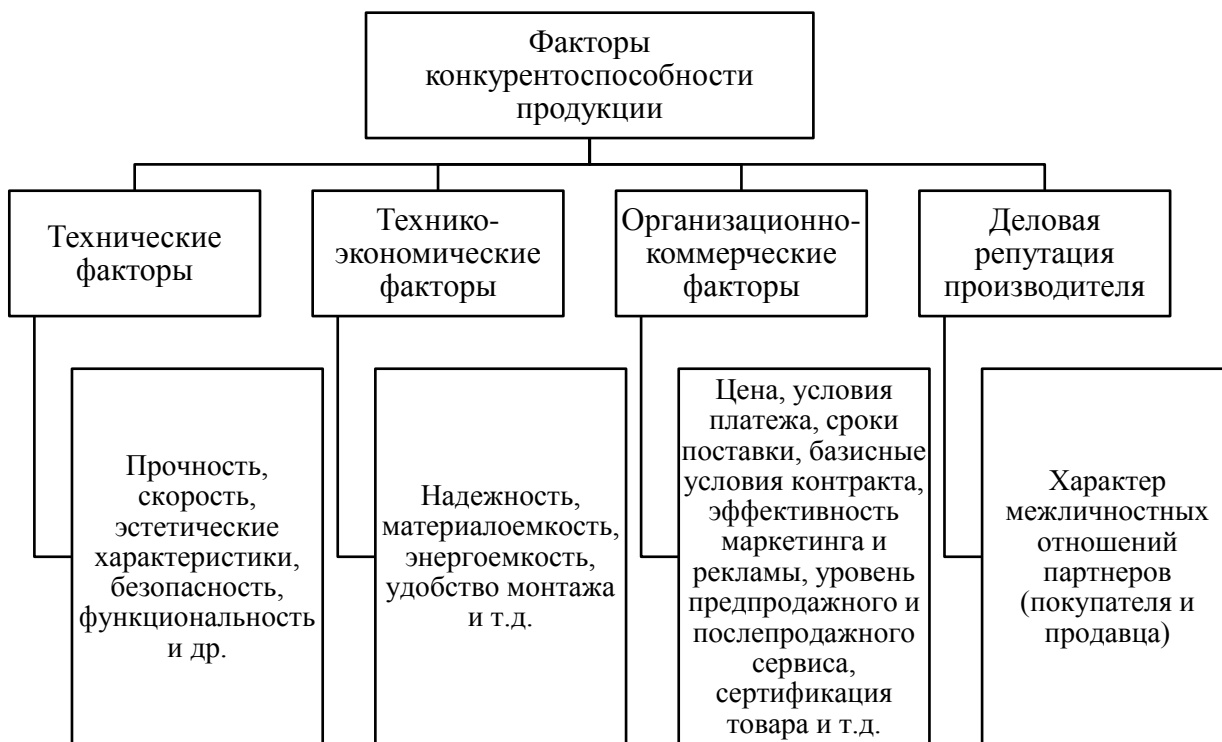 Факторы
конкурентоспособности
продукции
Технические
факторы
Технико-
экономические
факторы
Организационно-
коммерческие
факторы
Деловая
репутация
производителя
Прочность,
скорость,
эстетические
характеристики,
безопасность,
функциональность
и др.
Надежность,
материалоемкость,
энергоемкость,
удобство монтажа
и т.д.
Цена, условия
платежа, сроки
поставки, базисные
условия контракта,
эффективность
маркетинга и
рекламы, уровень
предпродажного и
послепродажного
сервиса,
сертификация
товара и т.д.
Характер
межличностных
отношений
партнеров
(покупателя и
продавца)